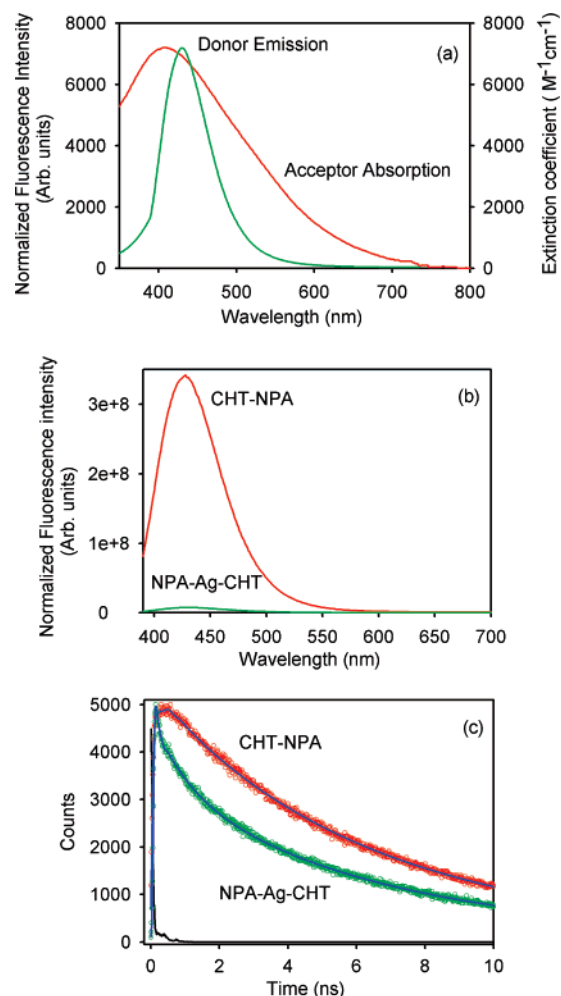 8000
6000
4000
2000
0
Normalized Fluorescence Intensity
(Arb. units)
Donor Emission
(a)
Acceptor Absorption
8000
6000
4000
2000
0
Extinction coefficient ( M⁻¹cm⁻¹)
400 500 600 700 800
Wavelength (nm)
3e+8
2e+8
1e+8
0
Normalized Fluorescence intensity
(Arb. units)
CHT-NPA
(b)
NPA-Ag-CHT
400 450 500 550 600 650 700
Wavelength (nm)
5000
4000
3000
2000
1000
0
Counts
(c)
CHT-NPA
NPA-Ag-CHT
0 2 4 6 8 10
Time (ns)